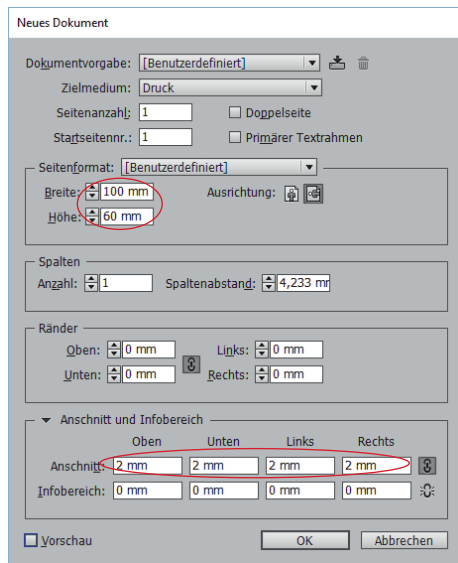 Neues Dokument
Dokumentvorgabe: [Benutzerdefiniert]
Zielmedium: Druck
Seitenanzahl: 1 Doppelseite
Startseitennr.: 1 Primärer Textrahmen
Seitenformat: [Benutzerdefiniert]
Breite: 100 mm Ausrichtung:
Höhe: 60 mm
Spalten
Anzahl: 1 Spaltenabstand: 4,233 mr
Ränder
Oben: 0 mm Links: 0 mm
Unten: 0 mm Rechts: 0 mm
Anschnitt und Infobereich
Oben Unten Links Rechts
Anschnitt: 2 mm 2 mm 2 mm 2 mm
Infobereich: 0 mm 0 mm 0 mm 0 mm
Vorschau OK Abbrechen